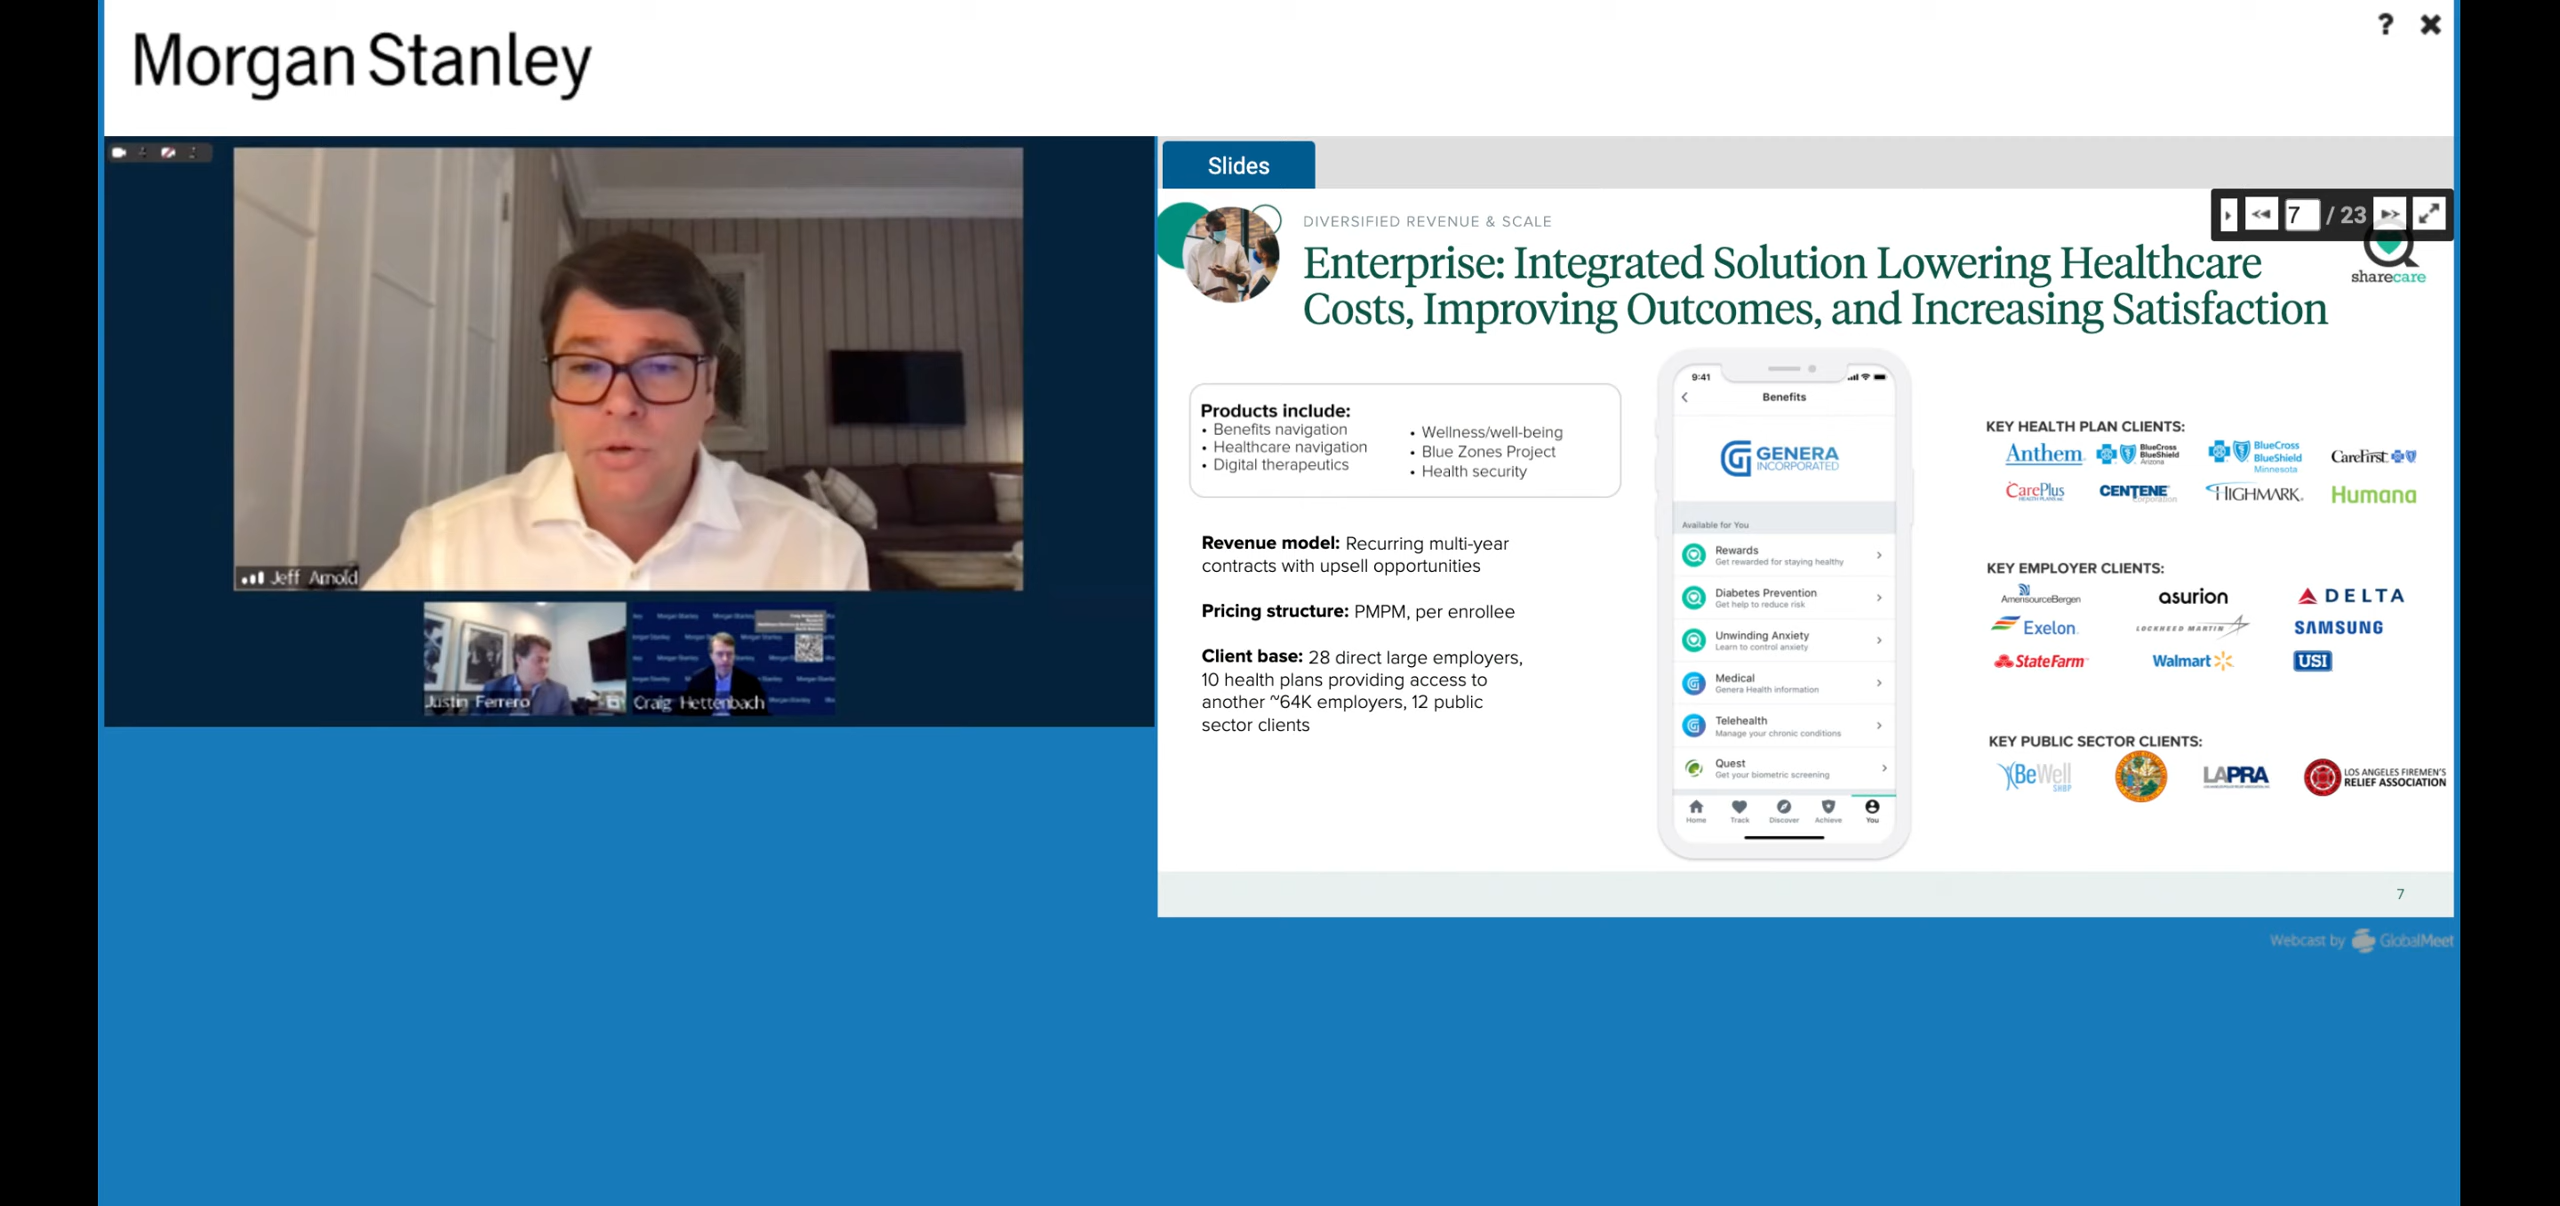 Morgan Stanley
? ✖
Slides
7 / 23
DIVERSIFIED REVENUE & SCALE
Enterprise: Integrated Solution Lowering Healthcare
Costs, Improving Outcomes, and Increasing Satisfaction
sharecare
Jeff Arnold
Justin Ferrero
Craig Hettenbach
Products include:
• Benefits navigation
• Healthcare navigation
• Digital therapeutics
• Wellness/well-being
• Blue Zones Project
• Health security
Revenue model: Recurring multi-year
contracts with upsell opportunities
Pricing structure: PMPM, per enrollee
Client base: 28 direct large employers,
10 health plans providing access to
another ~64K employers, 12 public
sector clients
9:41
Benefits
GENERA
INCORPORATED
Available for You
Rewards
Get rewarded for staying healthy
Diabetes Prevention
Get help to reduce risk
Unwinding Anxiety
Learn to control anxiety
Medical
Genera Health information
Telehealth
Manage your chronic conditions
Quest
Get your biometric screening
Home Track Discover Achieve You
KEY HEALTH PLAN CLIENTS:
Anthem
BlueCross
BlueShield
Arizona
BlueCross
BlueShield
Minnesota
CareFirst
CarePlus
HEALTH PLANS
CENTENE
Corporation
HIGHMARK
Humana
KEY EMPLOYER CLIENTS:
AmerisourceBergen
asurion
DELTA
Exelon
LOCKHEED MARTIN
SAMSUNG
StateFarm
Walmart
USI
KEY PUBLIC SECTOR CLIENTS:
BeWell
SHBP
LAPRA
LOS ANGELES FIREMEN'S
RELIEF ASSOCIATION
7
Webcast by GlobalMeet